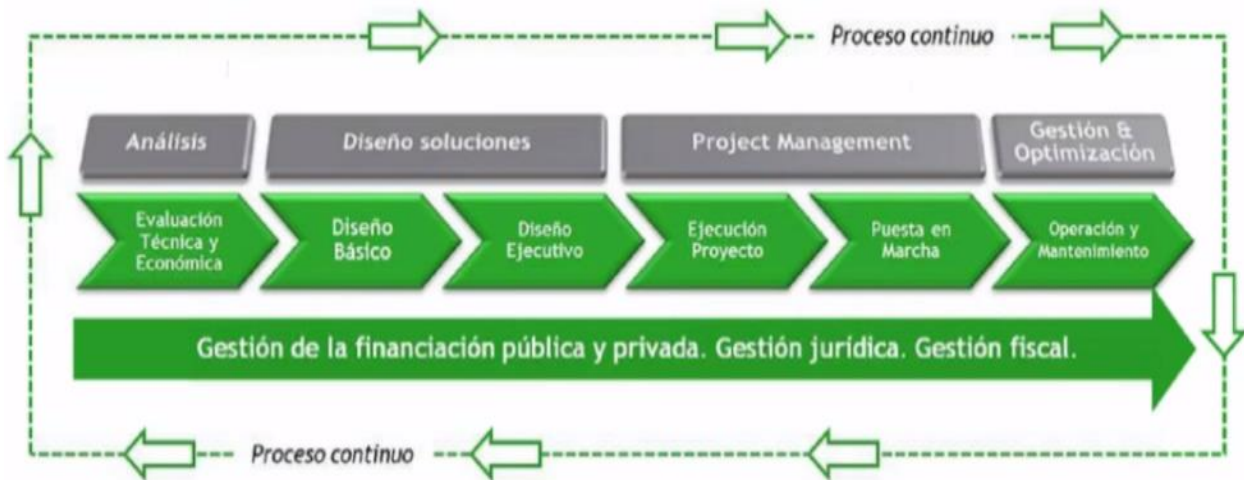 Proceso continuo
Análisis
Diseño soluciones
Project Management
Gestión &
Optimización
Evaluación
Técnica y
Económica
Diseño
Básico
Diseño
Ejecutivo
Ejecución
Proyecto
Puesta en
Marcha
Operación y
Mantenimiento
Gestión de la financiación pública y privada. Gestión jurídica. Gestión fiscal.
Proceso continuo